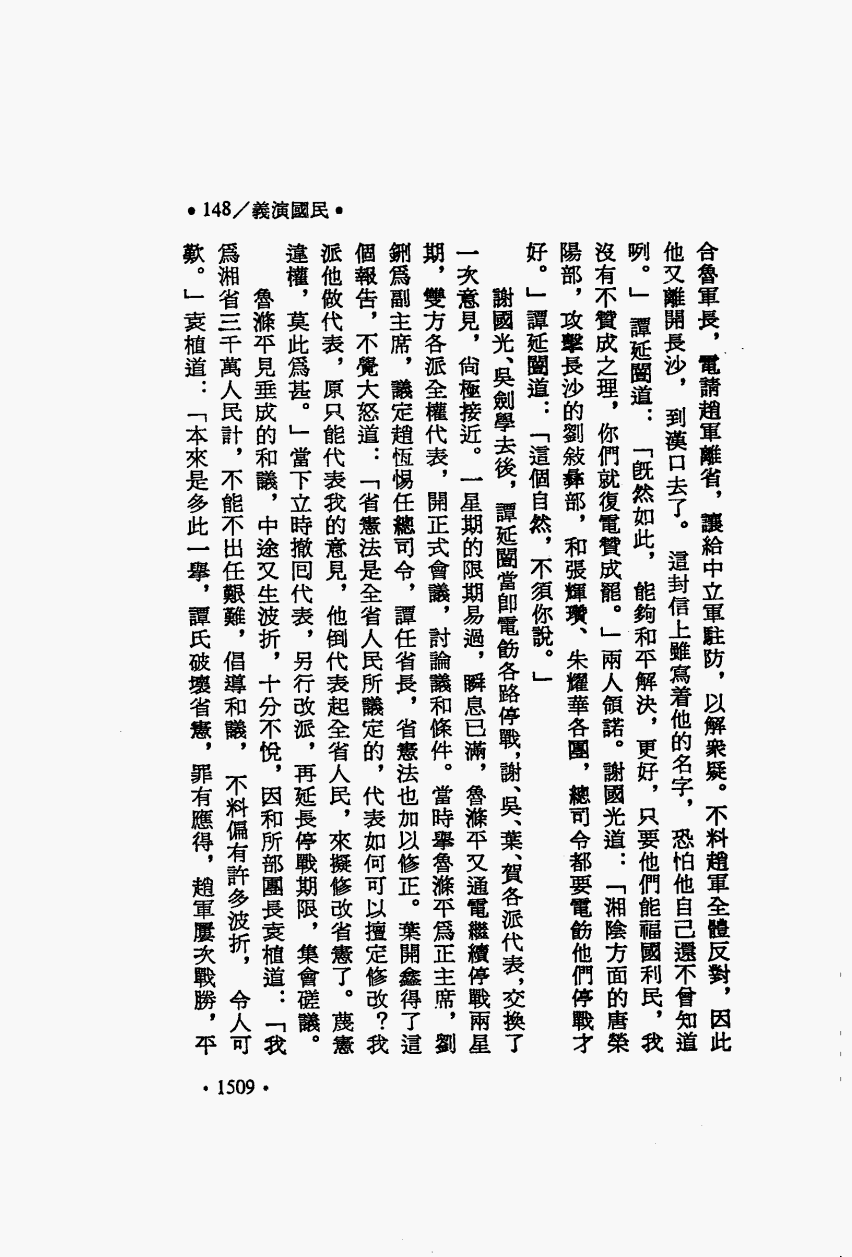 •148／義演國民•
合魯軍長，電請趙軍離省，讓給中立軍駐防，以解衆疑。不料趙軍全體反對，因此
他又離開長沙，到漢口去了。這封信上雖寫着他的名字，恐怕他自己還不曾知道
咧。」譚延闓道：「旣然如此，能夠和平解決，更好，只要他們能福國利民，我
沒有不贊成之理，你們就復電贊成罷。」兩人領諾。謝國光道：「湘陰方面的唐榮
陽部，攻擊長沙的劉敍彝部，和張輝瓚、朱耀華各團，總司令都要電飭他們停戰才
好。」譚延闓道：「這個自然，不須你說。」
謝國光、吳劍學去後，譚延闓當卽電飭各路停戰，謝、吳、葉、賀各派代表，交換了
一次意見，尙極接近。一星期的限期易過，瞬息已滿，魯滌平又通電繼續停戰兩星
期，雙方各派全權代表，開正式會議，討論議和條件。當時舉魯滌平爲正主席，劉
鉶爲副主席，議定趙恆惕任總司令，譚任省長，省憲法也加以修正。葉開鑫得了這
個報告，不覺大怒道：「省憲法是全省人民所議定的，代表如何可以擅定修改？我
派他做代表，原只能代表我的意見，他倒代表起全省人民，來擬修改省憲了。蔑憲
違權，莫此爲甚。」當下立時撤回代表，另行改派，再延長停戰期限，集會磋議。
魯滌平見垂成的和議，中途又生波折，十分不悅，因和所部團長袁植道：「我
爲湘省三千萬人民計，不能不出任艱難，倡導和議，不料偏有許多波折，令人可
歎。」袁植道：「本來是多此一舉，譚氏破壞省憲，罪有應得，趙軍屢次戰勝，平
•1509•